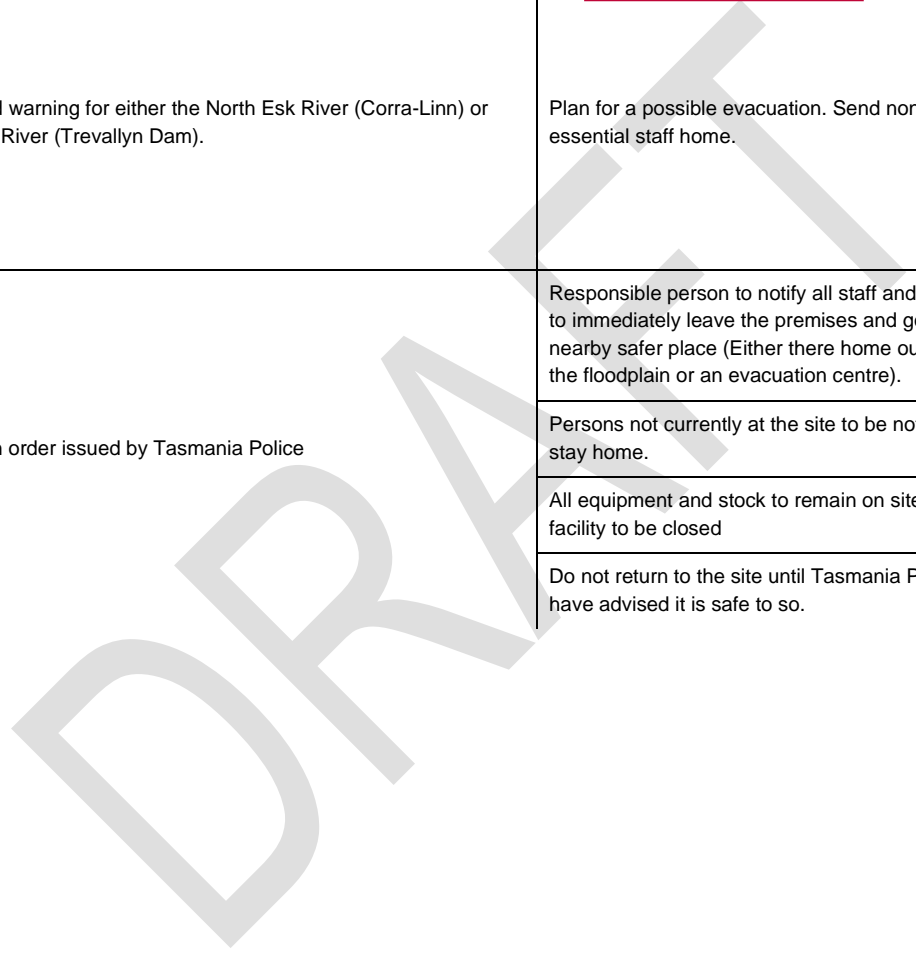 warning for either the North Esk River (Corra-Linn) or
River (Trevallyn Dam).
Plan for a possible evacuation. Send non
essential staff home.
order issued by Tasmania Police
Responsible person to notify all staff and
to immediately leave the premises and
nearby safer place (Either there home
the floodplain or an evacuation centre).
Persons not currently at the site to be
stay home.
All equipment and stock to remain on site
facility to be closed
Do not return to the site until Tasmania
have advised it is safe to so.
DRAFT